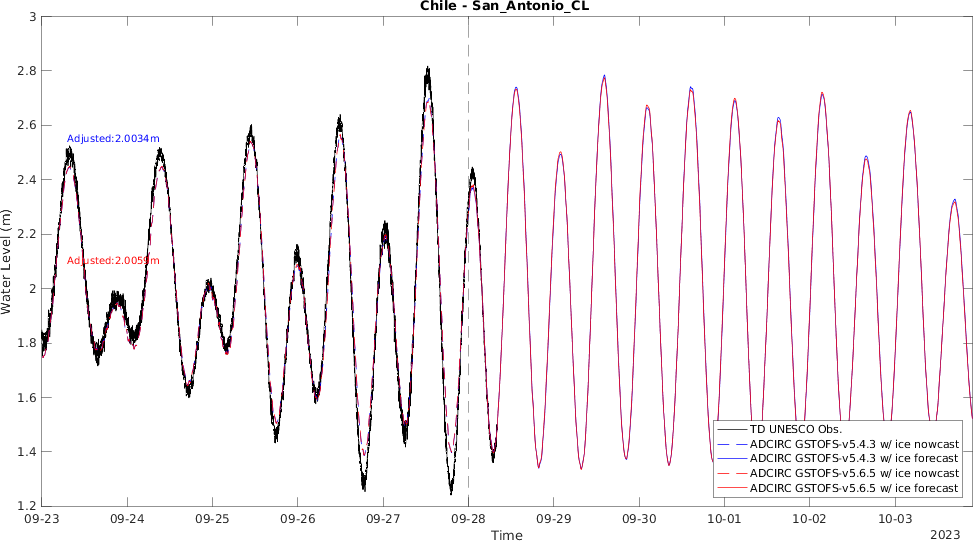 Chile - San_Antonio_CL
3
2.8
2.6
2.4
2.2
2
1.8
1.6
1.4
1.2
Water Level (m)
Adjusted:2.0034m
Adjusted:2.0059m
TD UNESCO Obs.
ADCIRC GSTOFS-v5.4.3 w/ ice nowcast
ADCIRC GSTOFS-v5.4.3 w/ ice forecast
ADCIRC GSTOFS-v5.6.5 w/ ice nowcast
ADCIRC GSTOFS-v5.6.5 w/ ice forecast
09-23 09-24 09-25 09-26 09-27 09-28 09-29 09-30 10-01 10-02 10-03
Time
2023